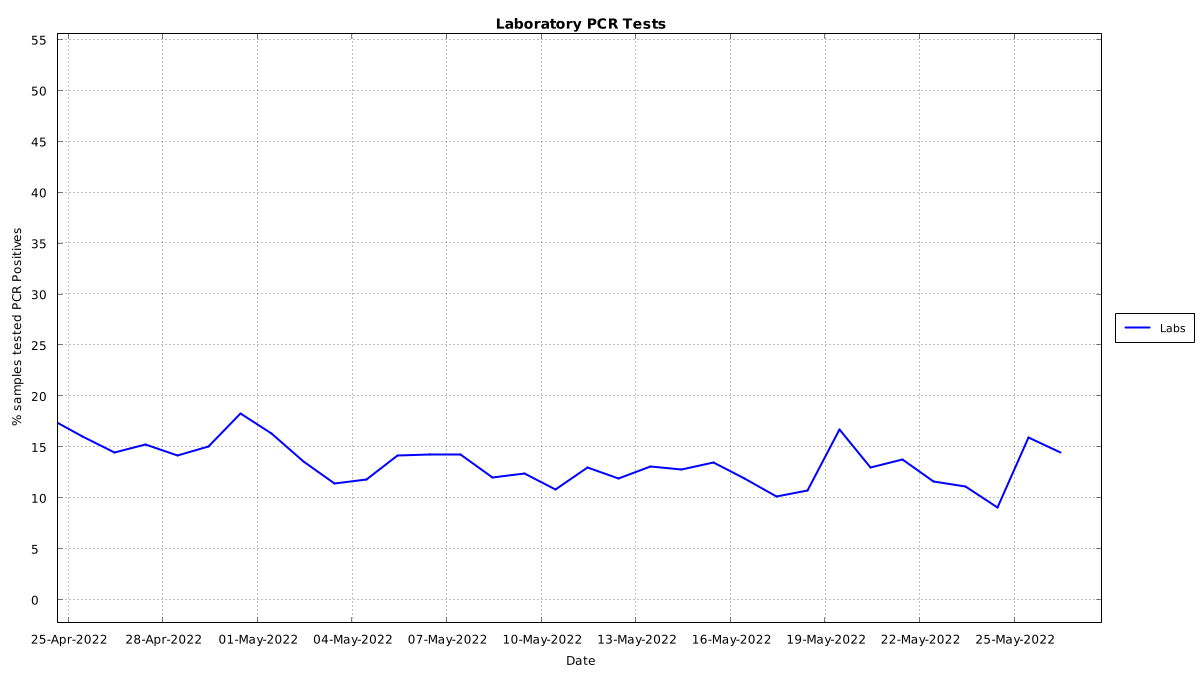 Laboratory PCR Tests
55
50
45
40
35
30
25
20
15
10
5
0
% samples tested PCR Positives
Labs
25-Apr-2022 28-Apr-2022 01-May-2022 04-May-2022 07-May-2022 10-May-2022 13-May-2022 16-May-2022 19-May-2022 22-May-2022 25-May-2022
Date